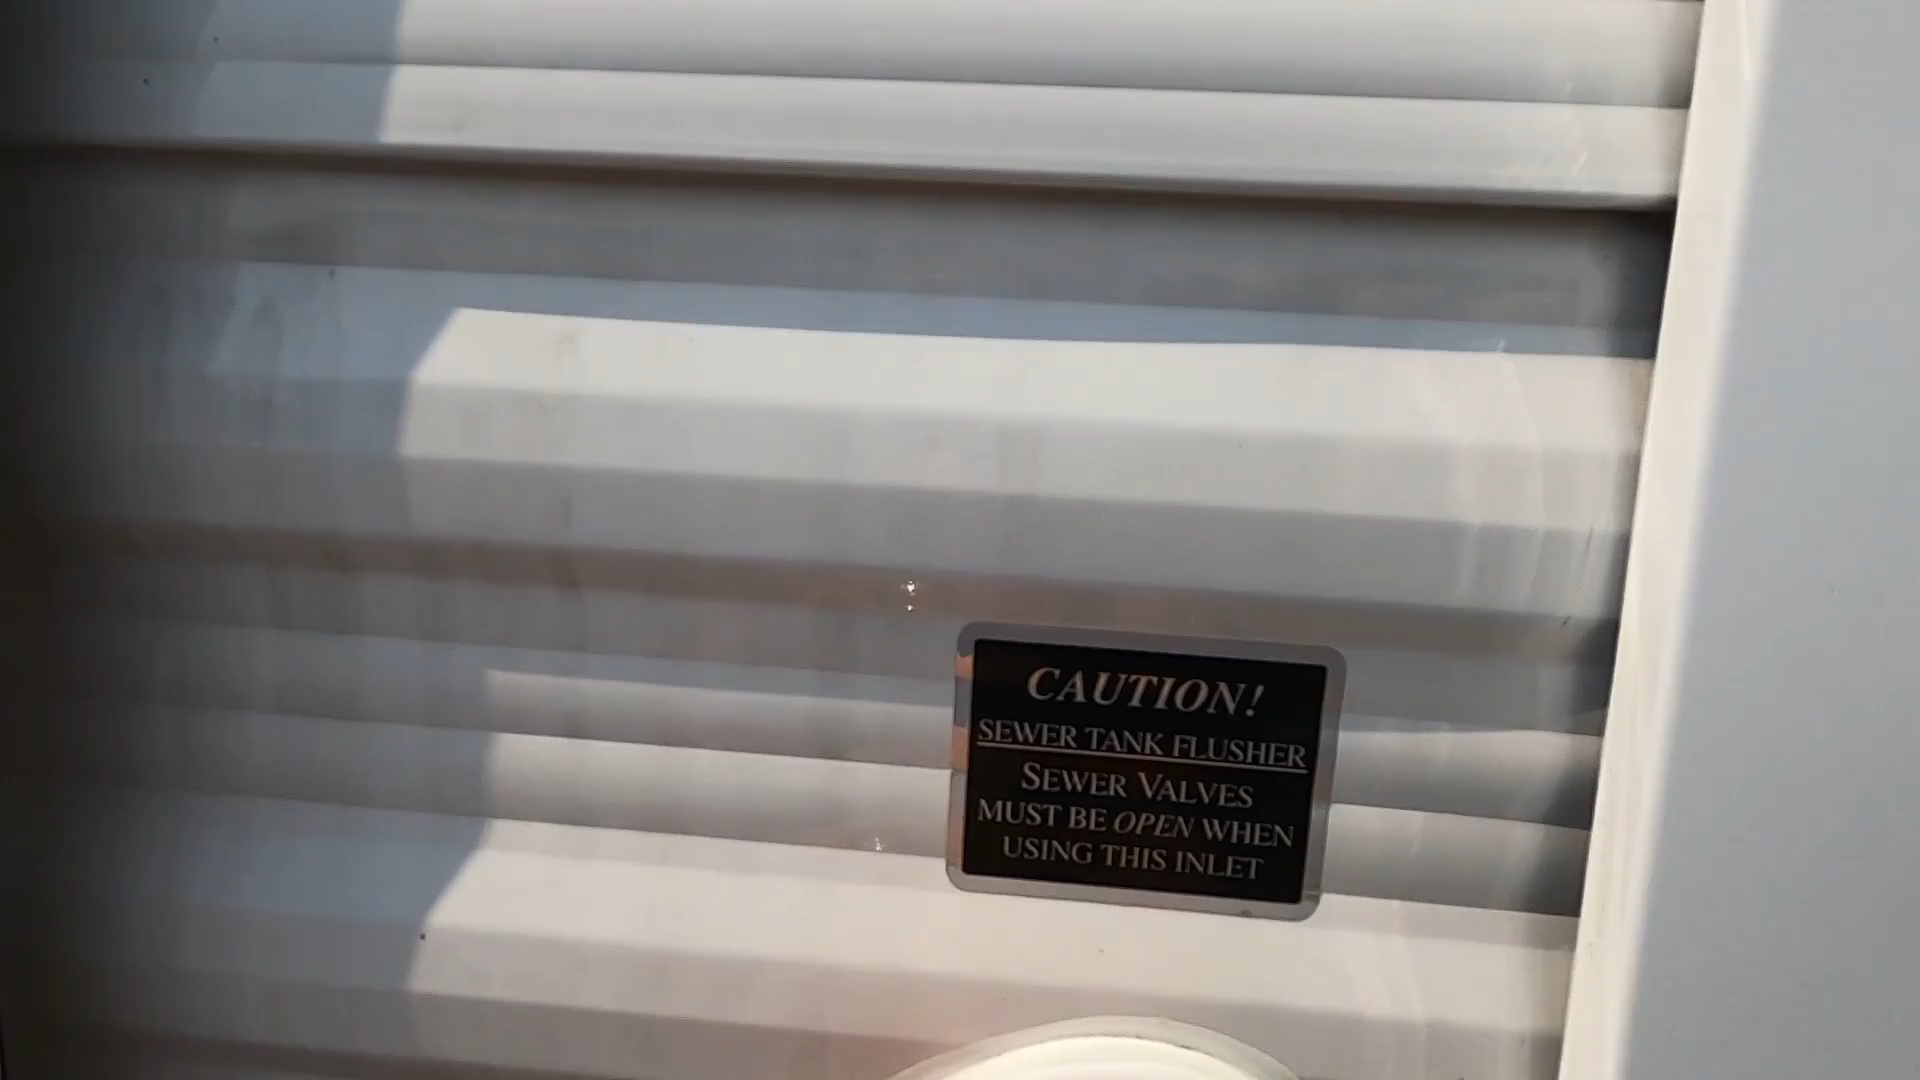 CAUTION!
SEWER TANK FLUSHER
SEWER VALVES
MUST BE OPEN WHEN
USING THIS INLET